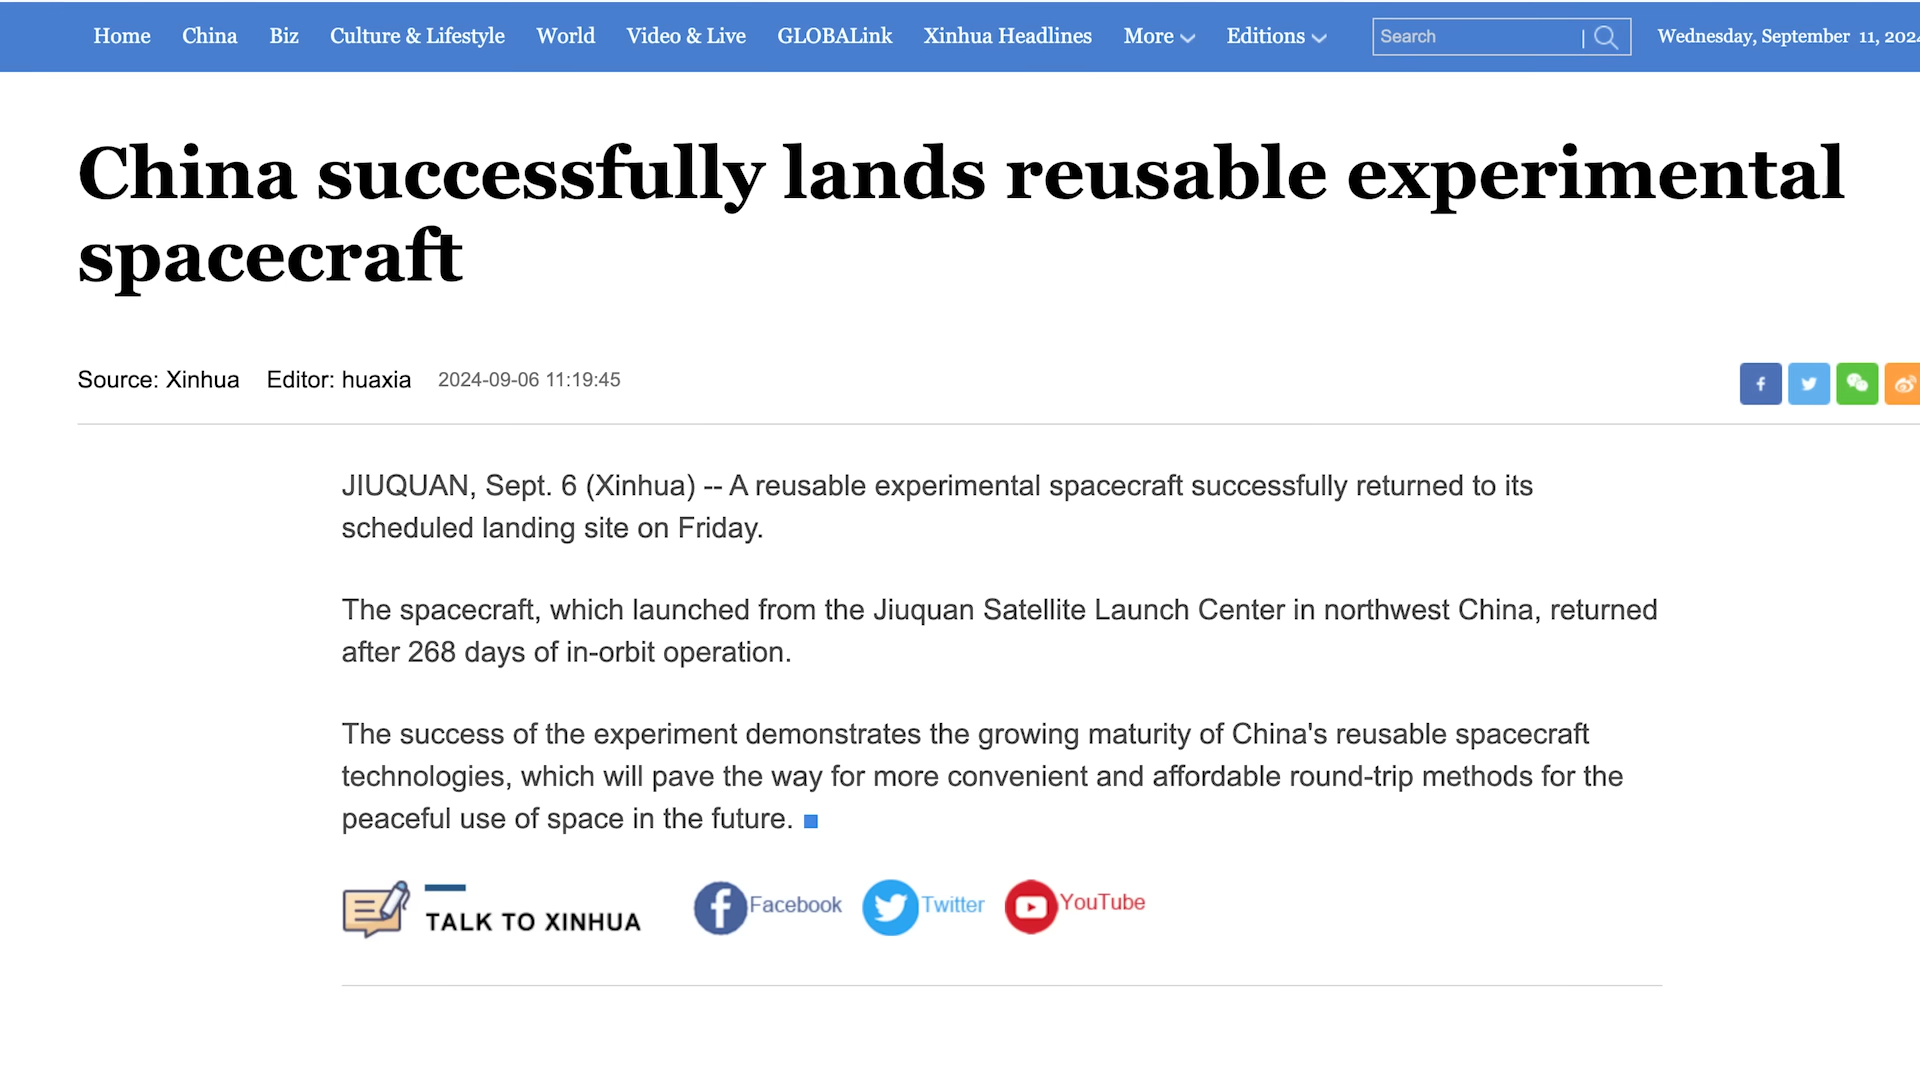 Home China Biz Culture & Lifestyle World Video & Live GLOBALink Xinhua Headlines More Editions Search Wednesday, September 11, 202
China successfully lands reusable experimental
spacecraft
Source: Xinhua Editor: huaxia 2024-09-06 11:19:45
JIUQUAN, Sept. 6 (Xinhua) -- A reusable experimental spacecraft successfully returned to its
scheduled landing site on Friday.
The spacecraft, which launched from the Jiuquan Satellite Launch Center in northwest China, returned
after 268 days of in-orbit operation.
The success of the experiment demonstrates the growing maturity of China's reusable spacecraft
technologies, which will pave the way for more convenient and affordable round-trip methods for the
peaceful use of space in the future.
TALK TO XINHUA Facebook Twitter YouTube